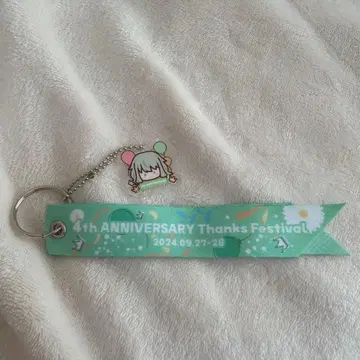 4th ANNIVERSARY Thanks Festival
2024.09.27-28